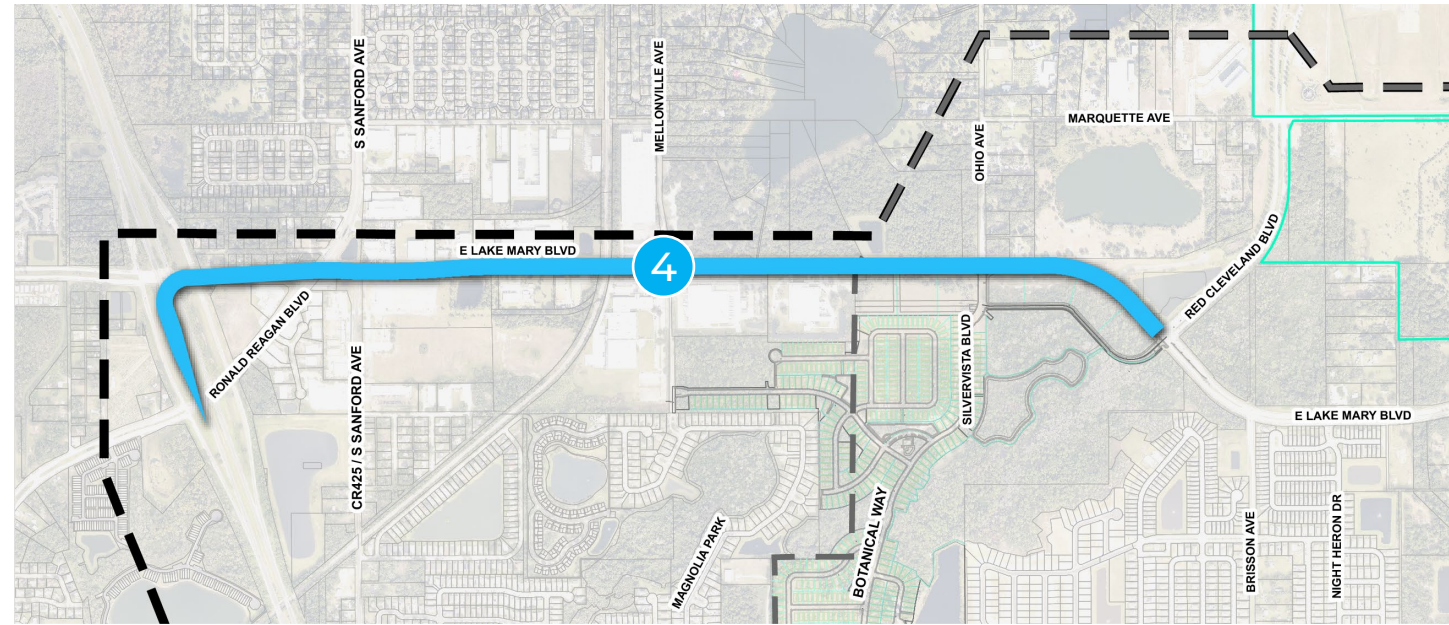 S SANFORD AVE
MELLONVILLE AVE
MARQUETTE AVE
OHIO AVE
E LAKE MARY BLVD
4
RED CLEVELAND BLVD
RONALD REAGAN BLVD
SILVERVISTA BLVD
CR425 / S SANFORD AVE
E LAKE MARY BLVD
MAGNOLIA PARK
BOTANICAL WAY
BRISSON AVE
NIGHT HERON DR